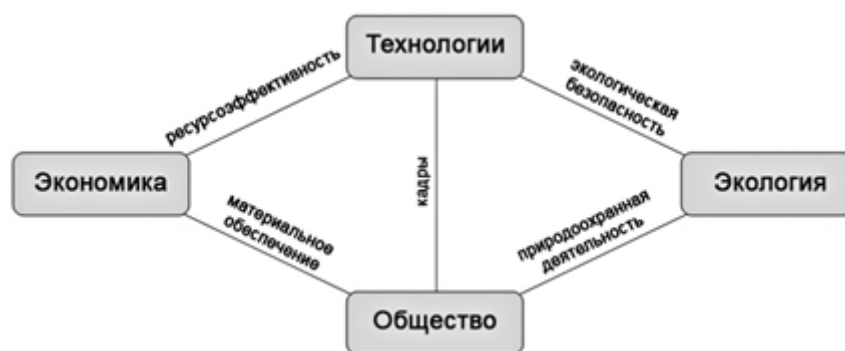 Технологии
ресурсоэффективность
экологическая
безопасность
Экономика
кадры
Экология
материальное
обеспечение
природоохранная
деятельность
Общество